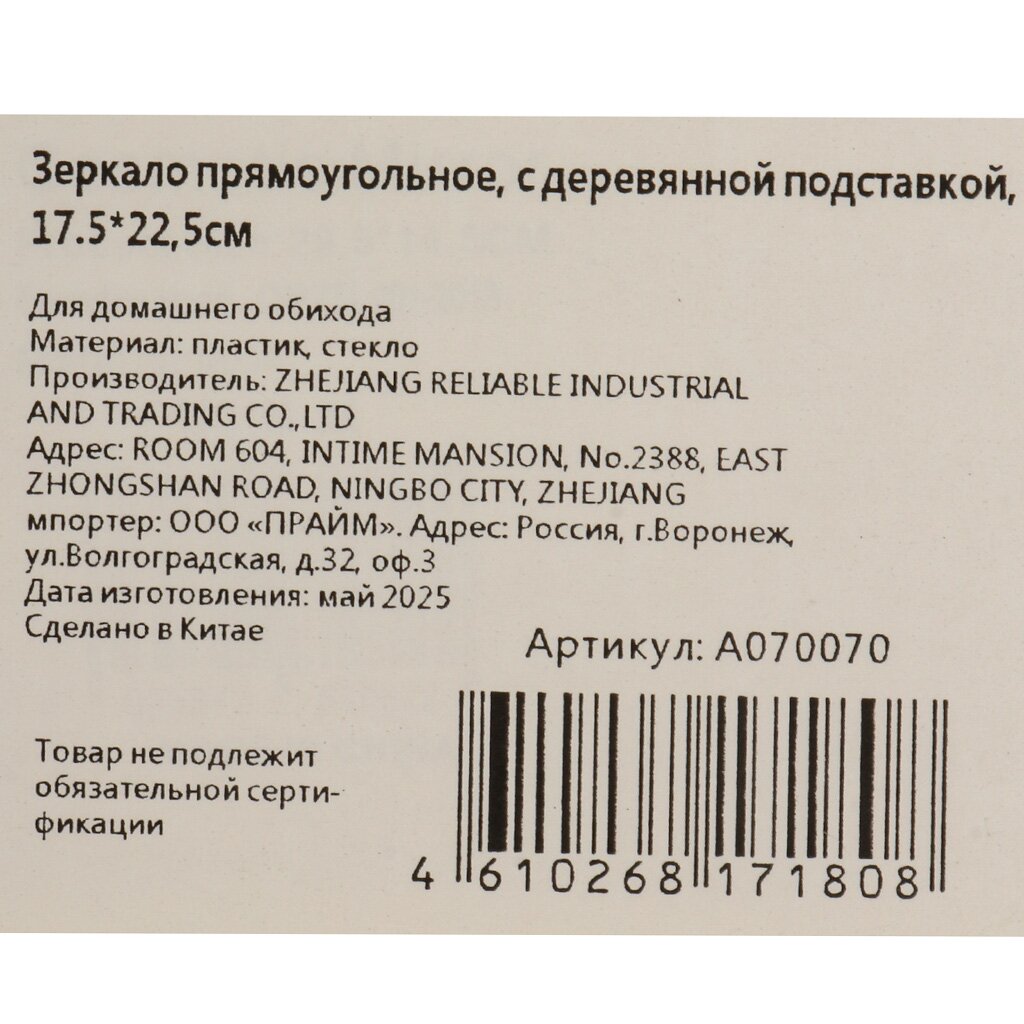 Зеркало прямоугольное, с деревянной подставкой,
17.5*22,5см
Для домашнего обихода
Материал: пластик, стекло
Производитель: ZHEJIANG RELIABLE INDUSTRIAL
AND TRADING CO.,LTD
Адрес: ROOM 604, INTIME MANSION, No.2388, EAST
ZHONGSHAN ROAD, NINGBO CITY, ZHEJIANG
мпортер: ООО «ПРАЙМ». Адрес: Россия, г.Воронеж,
ул.Волгоградская, д.32, оф.3
Дата изготовления: май 2025
Сделано в Китае
Артикул: А070070
Товар не подлежит
обязательной серти-
фикации
4 610268 171808